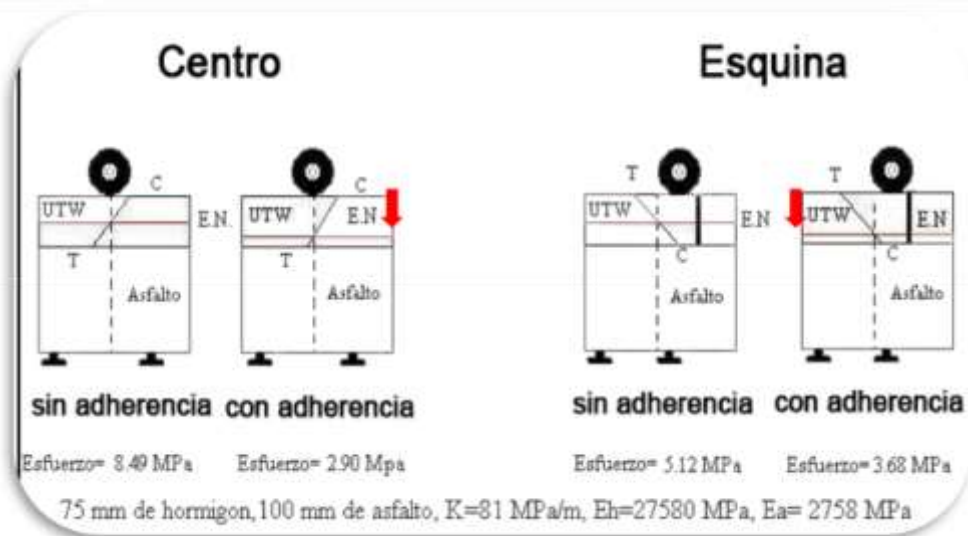 Centro
Esquina
C
UTW
E.N.
T
Asfalto
C
UTW
E.N
T
Asfalto
T
UTW
E.N
C
Asfalto
T
UTW
E.N
C
Asfalto
sin adherencia
con adherencia
sin adherencia
con adherencia
Esfuerzo= 8.49 MPa
Esfuerzo= 2.90 Mpa
Esfuerzo= 5.12 MPa
Esfuerzo=3.68 MPa
75 mm de hormigon,100 mm de asfalto, K=81 MPa/m, Eh=27580 MPa, Ea= 2758 MPa